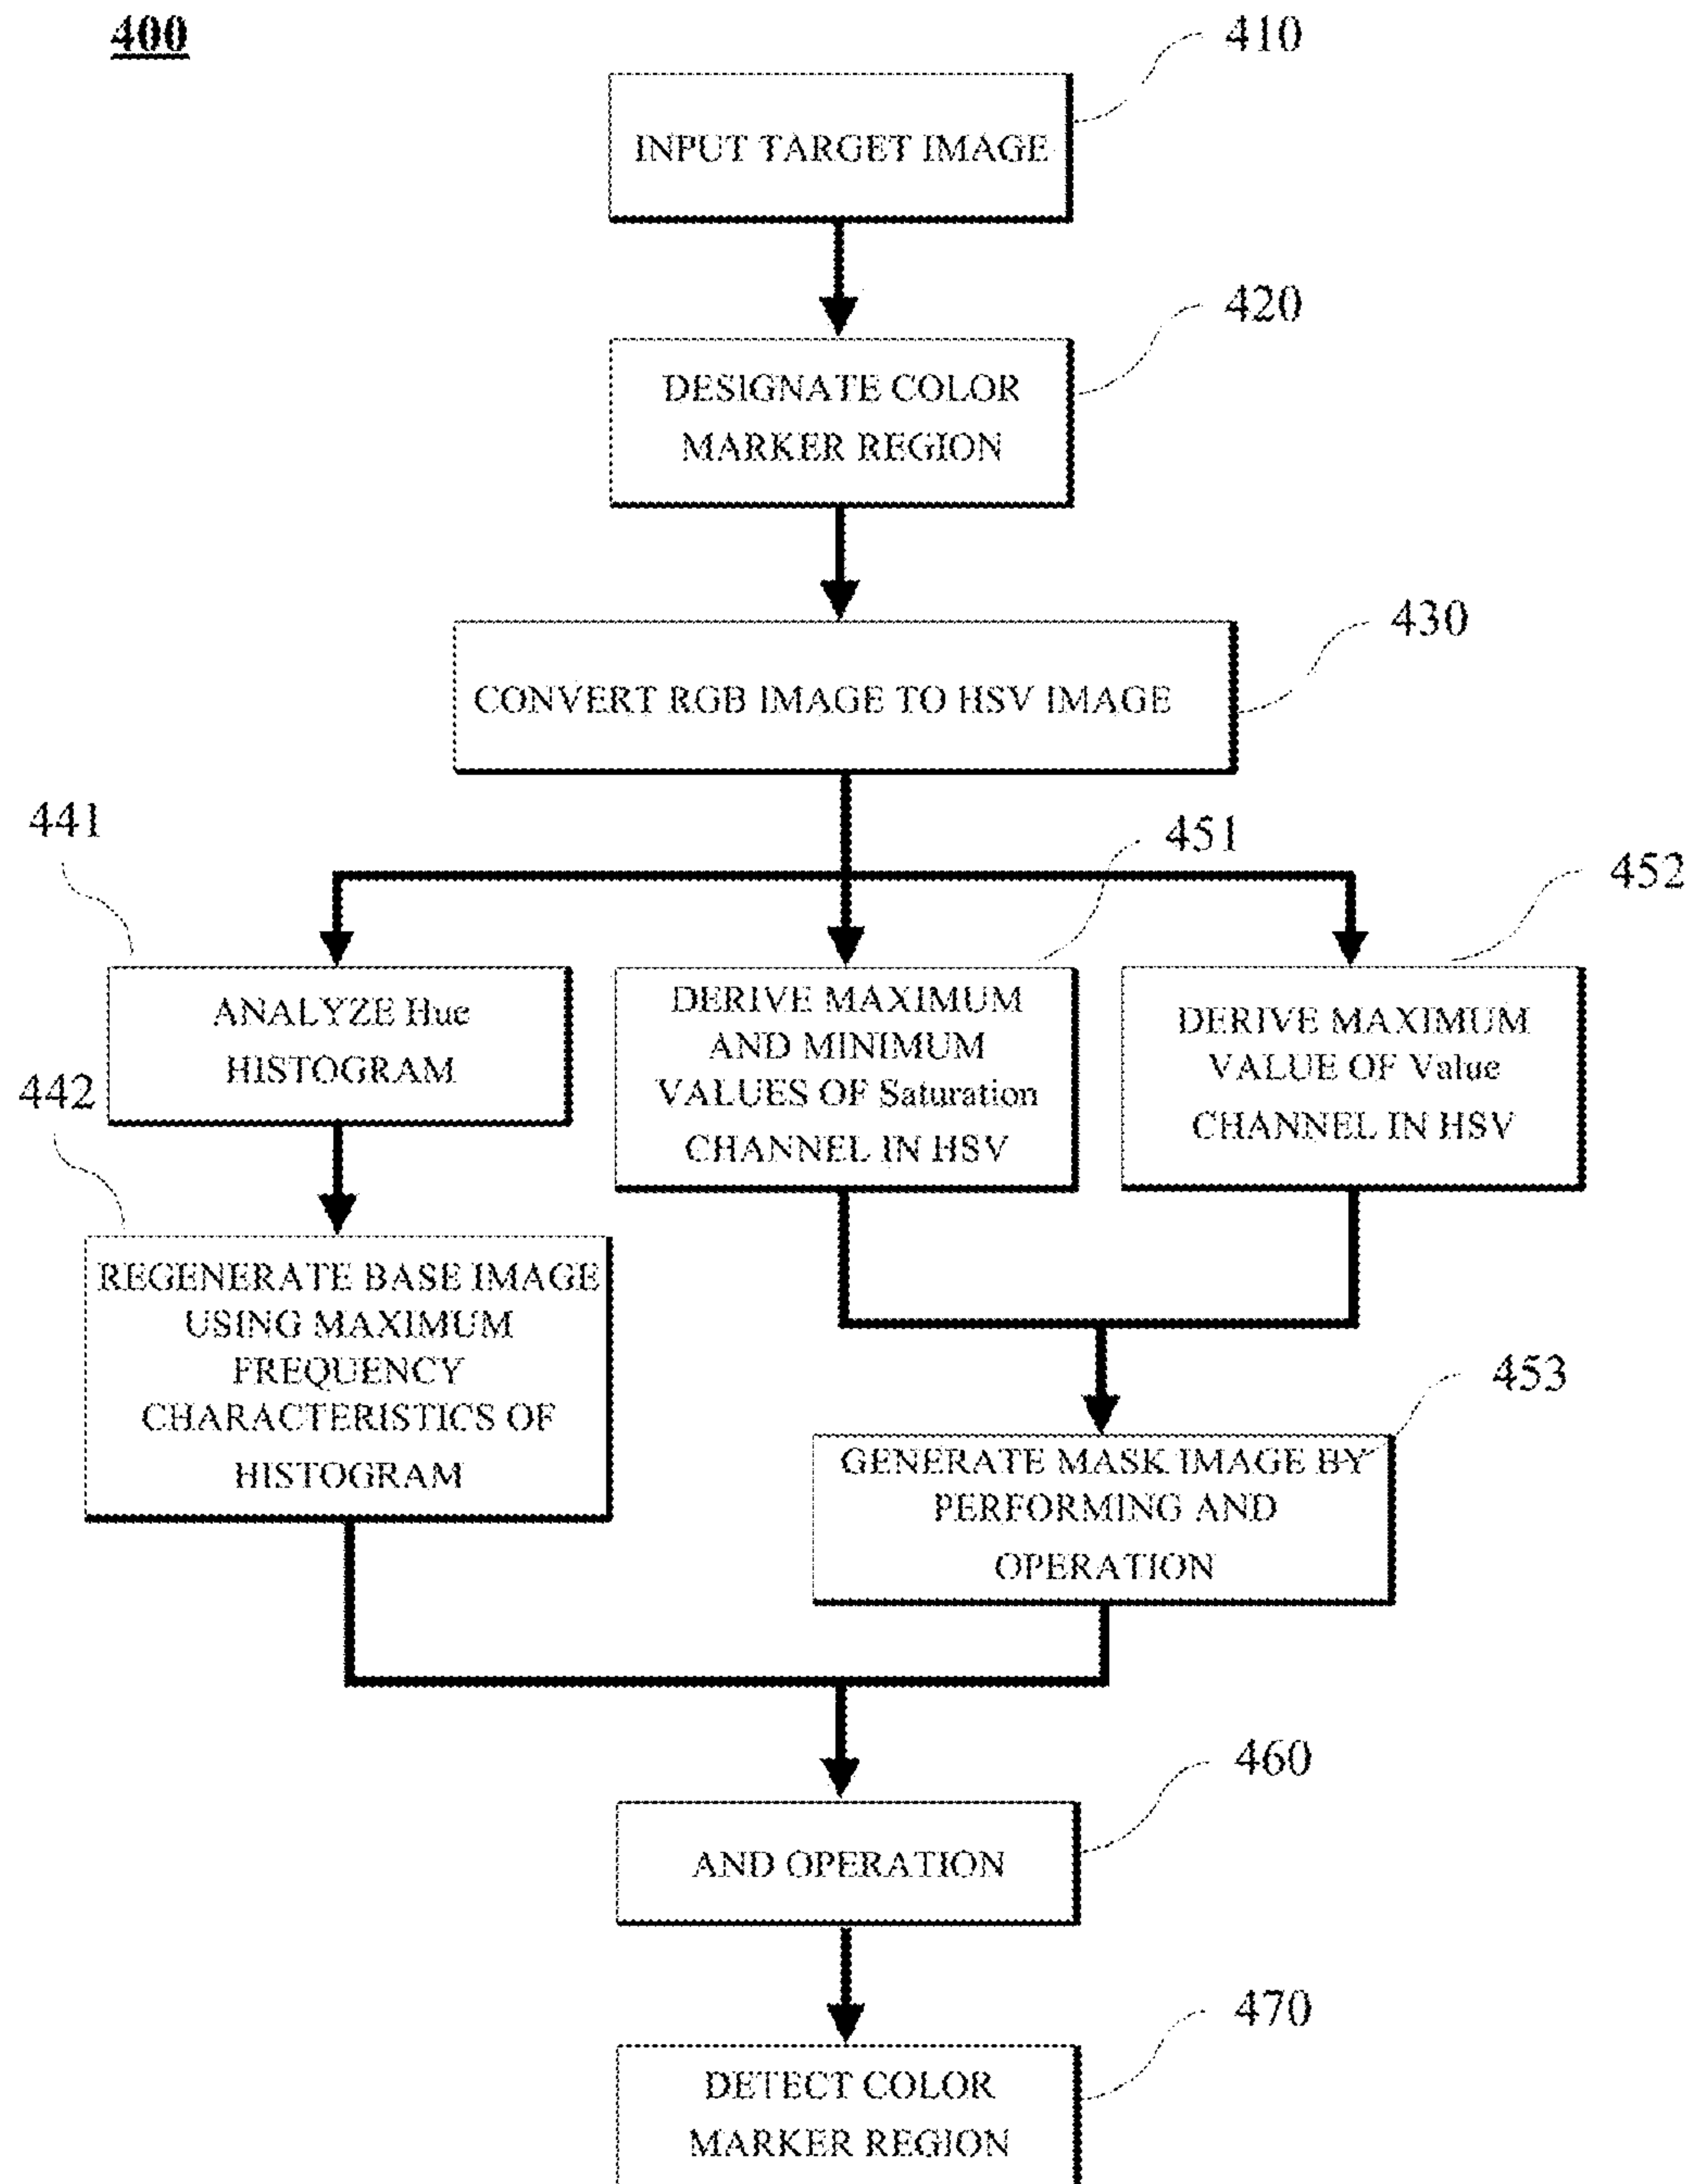 400
410
INPUT TARGET IMAGE
420
DESIGNATE COLOR
MARKER REGION
430
CONVERT RGB IMAGE TO HSV IMAGE
441
ANALYZE Hue
HISTOGRAM
451
DERIVE MAXIMUM
AND MINIMUM
VALUES OF Saturation
CHANNEL IN HSV
452
DERIVE MAXIMUM
VALUE OF Value
CHANNEL IN HSV
442
REGENERATE BASE IMAGE
USING MAXIMUM
FREQUENCY
CHARACTERISTICS OF
HISTOGRAM
453
GENERATE MASK IMAGE BY
PERFORMING AND
OPERATION
460
AND OPERATION
470
DETECT COLOR
MARKER REGION